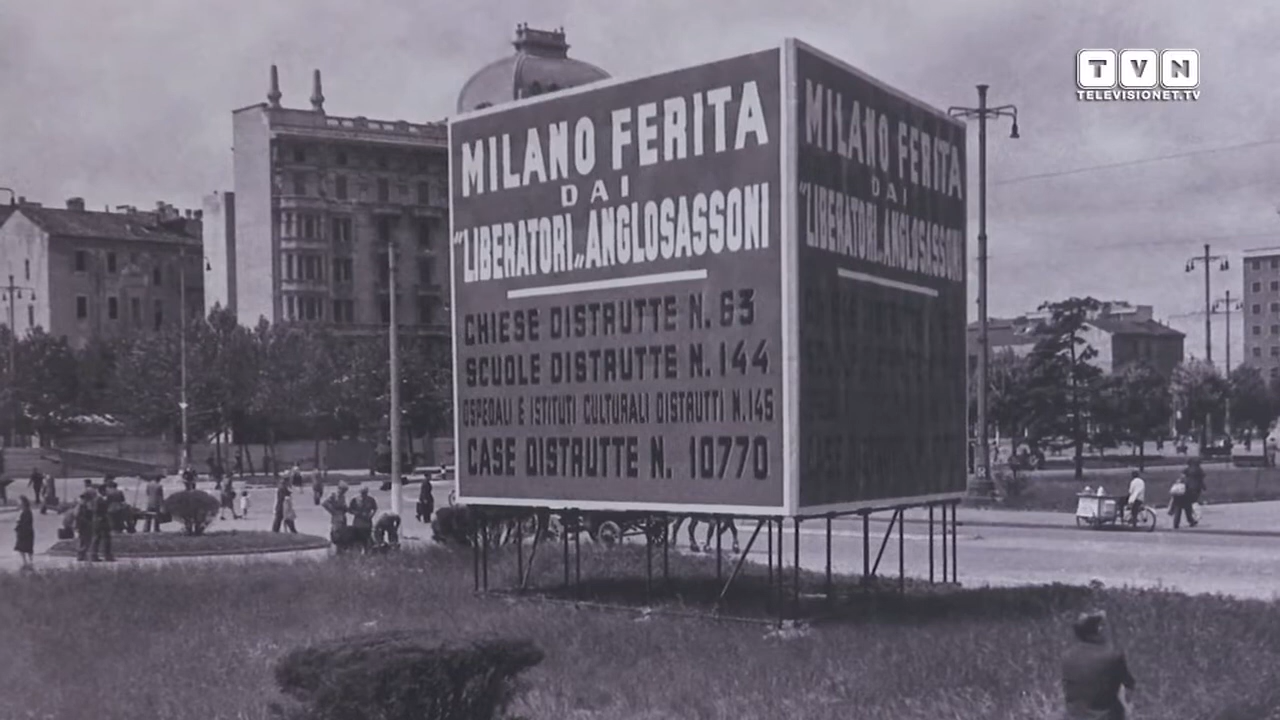 TVN
TELEVISIONET.TV
MILANO FERITA
DAI
"LIBERATORI„ ANGLOSASSONI
CHIESE DISTRUTTE N. 63
SCUOLE DISTRUTTE N. 144
OSPEDALI E ISTITUTI CULTURALI DISTRUTTI N. 145
CASE DISTRUTTE N. 10770
MILANO FERITA
DAI
"LIBERATORI„ ANGLOSASSONI